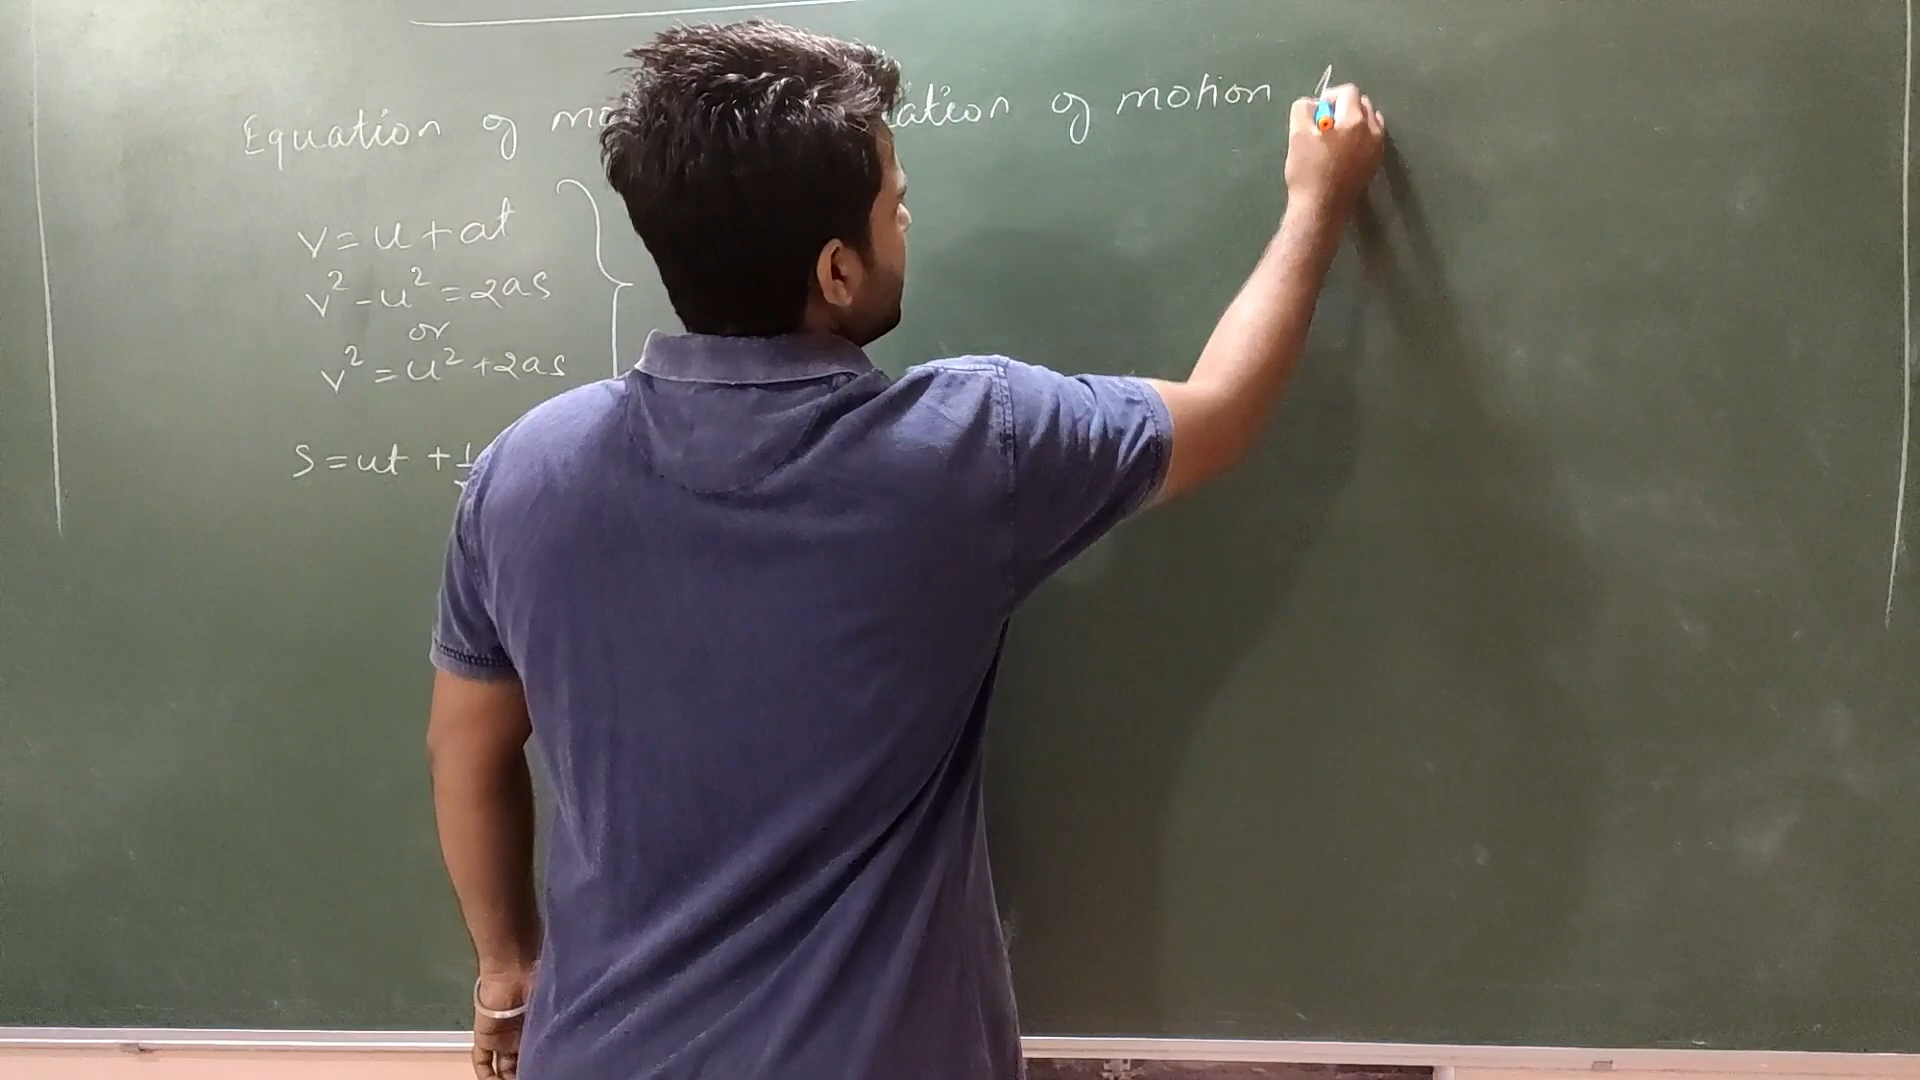 Equation of ation of motion
v=u+at
v²-u²=2as
or
v²=u²+2as
s=ut +